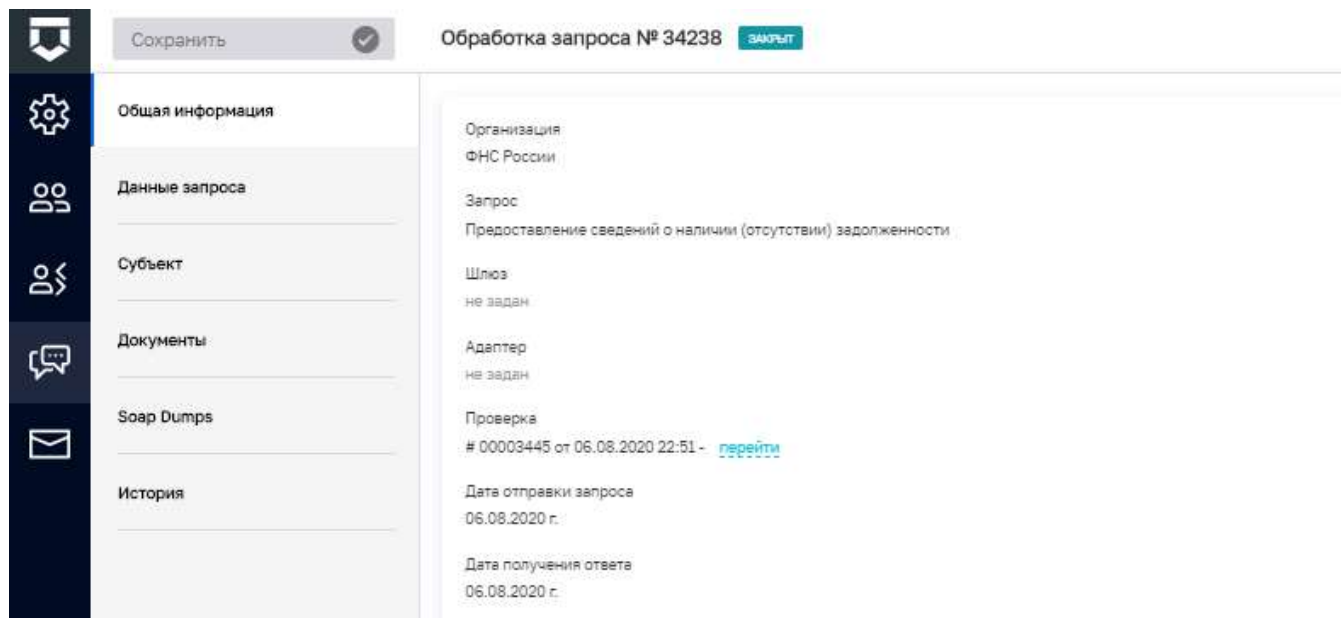 Сохранить
Обработка запроса № 34238
ЗАКРЫТ
Общая информация
Данные запроса
Субъект
Документы
Soap Dumps
История
Организация
ФНС России
Запрос
Предоставление сведений о наличии (отсутствии) задолженности
Шлюз
не задан
Адаптер
не задан
Проверка
# 00003445 от 06.08.2020 22:51 - перейти
Дата отправки запроса
06.08.2020 г.
Дата получения ответа
06.08.2020 г.